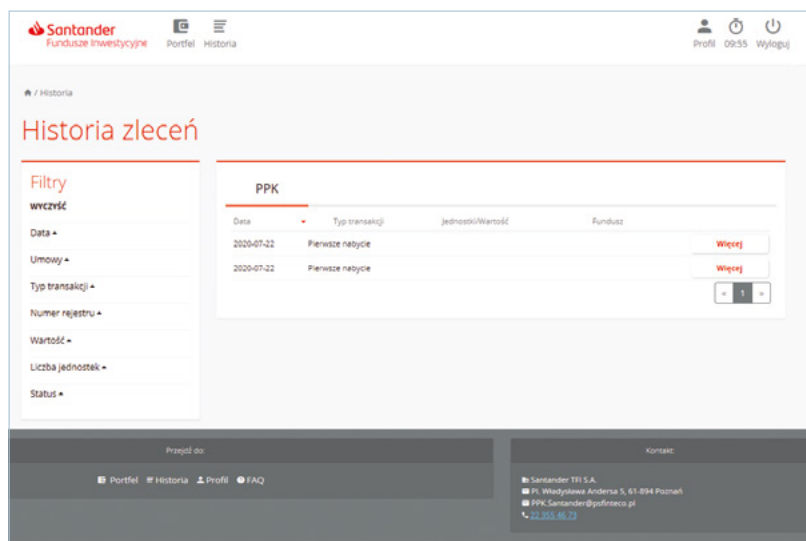 Santander
Fundusze Inwestycyjne
Portfel Historia
Profil 09:55 Wyloguj
/ Historia
Historia zleceń
Filtry
WYCZYŚĆ
Data
Umowy
Typ transakcji
Numer rejestru
Wartość
Liczba jednostek
Status
PPK
Data Typ transakcji Jednostki/Wartość Fundusz
2020-07-22 Pierwsze nabycie Więcej
2020-07-22 Pierwsze nabycie Więcej
« 1 »
Przejdź do:
Portfel Historia Profil FAQ
Kontakt:
Santander TFI S.A.
Pl. Władysława Andersa 5, 61-894 Poznań
PPK.Santander@psfinteco.pl
22 355 46 73